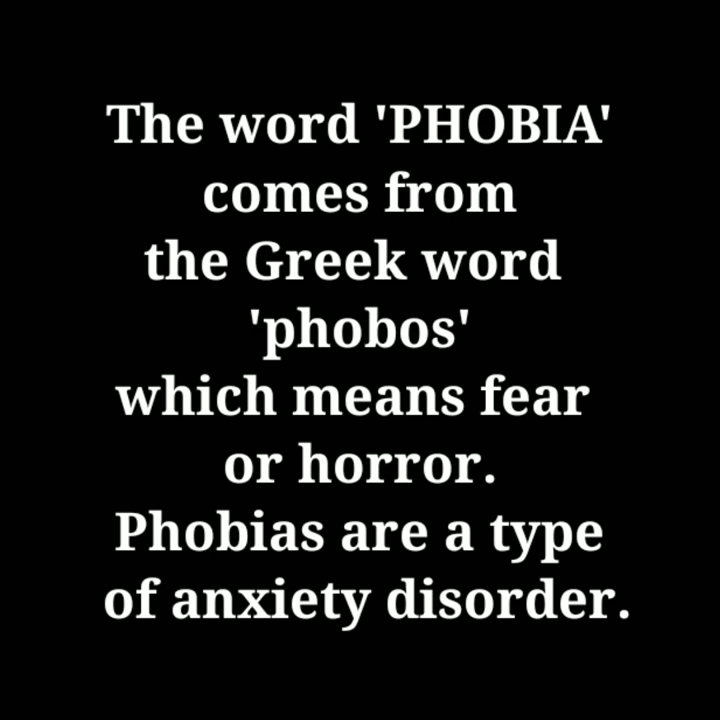 The word 'PHOBIA'
comes from
the Greek word
'phobos'
which means fear
or horror.
Phobias are a type
of anxiety disorder.